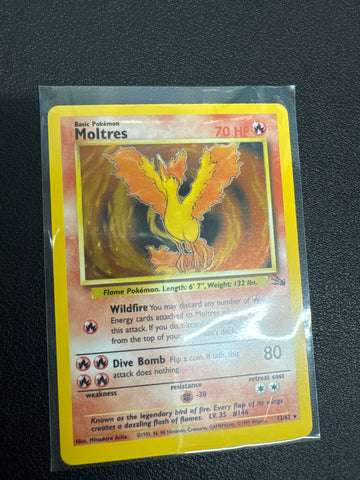 Basic Pokémon
Moltres 70 HP
Flame Pokémon. Length: 6' 7", Weight: 132 lbs.
Wildfire You may discard any number of
Energy cards attached to Moltres
this attack. If you do, discard
from the top of your
Dive Bomb Flip a coin. If tails, this
attack does nothing. 80
weakness resistance retreat cost
-30
Known as the legendary bird of fire. Every flap of its wings
creates a dazzling flash of flames. LV. 35 #146
Illus. Mitsuhiro Arita ©1995, 96, 98 Nintendo, Creatures, GAMEFREAK. ©1999 Wizards. 12/62 ★